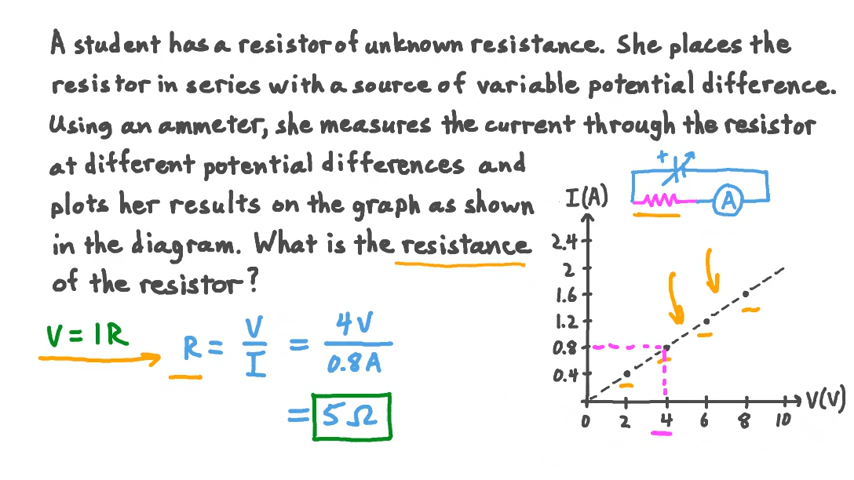 A student has a resistor of unknown resistance. She places the
resistor in series with a source of variable potential difference.
Using an ammeter, she measures the current through the resistor
at different potential differences and
plots her results on the graph as shown
in the diagram. What is the resistance
of the resistor?
V = IR
R = V/I = 4V/0.8A
= 5Ω
+
A
I(A)
2.4
2
1.6
1.2
0.8
0.4
0 2 4 6 8 10
V(V)